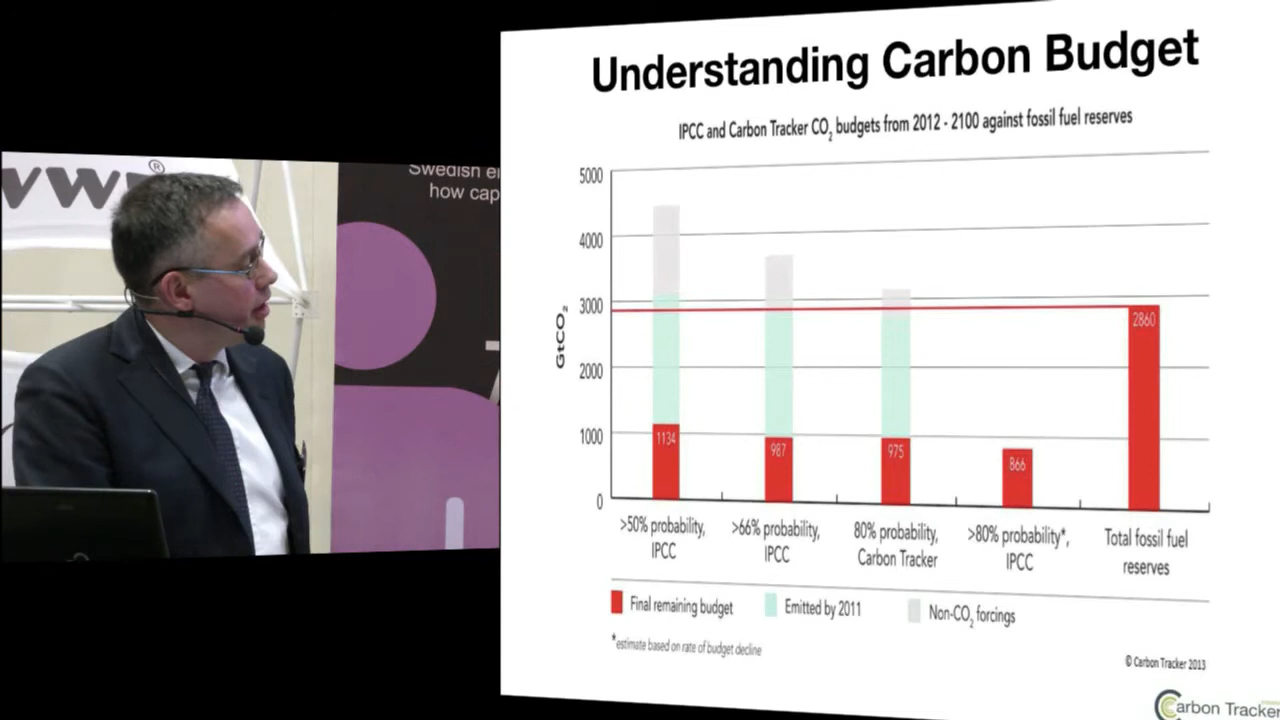 Understanding Carbon Budget
IPCC and Carbon Tracker CO₂ budgets from 2012 - 2100 against fossil fuel reserves
GtCO₂
5000
4000
3000
2000
1000
0
1134
987
975
866
2860
>50% probability,
IPCC
>66% probability,
IPCC
80% probability,
Carbon Tracker
>80% probability*,
IPCC
Total fossil fuel
reserves
Final remaining budget
Emitted by 2011
Non-CO₂ forcings
*estimate based on rate of budget decline
© Carbon Tracker 2013
Carbon Tracker
Swedish
how cap